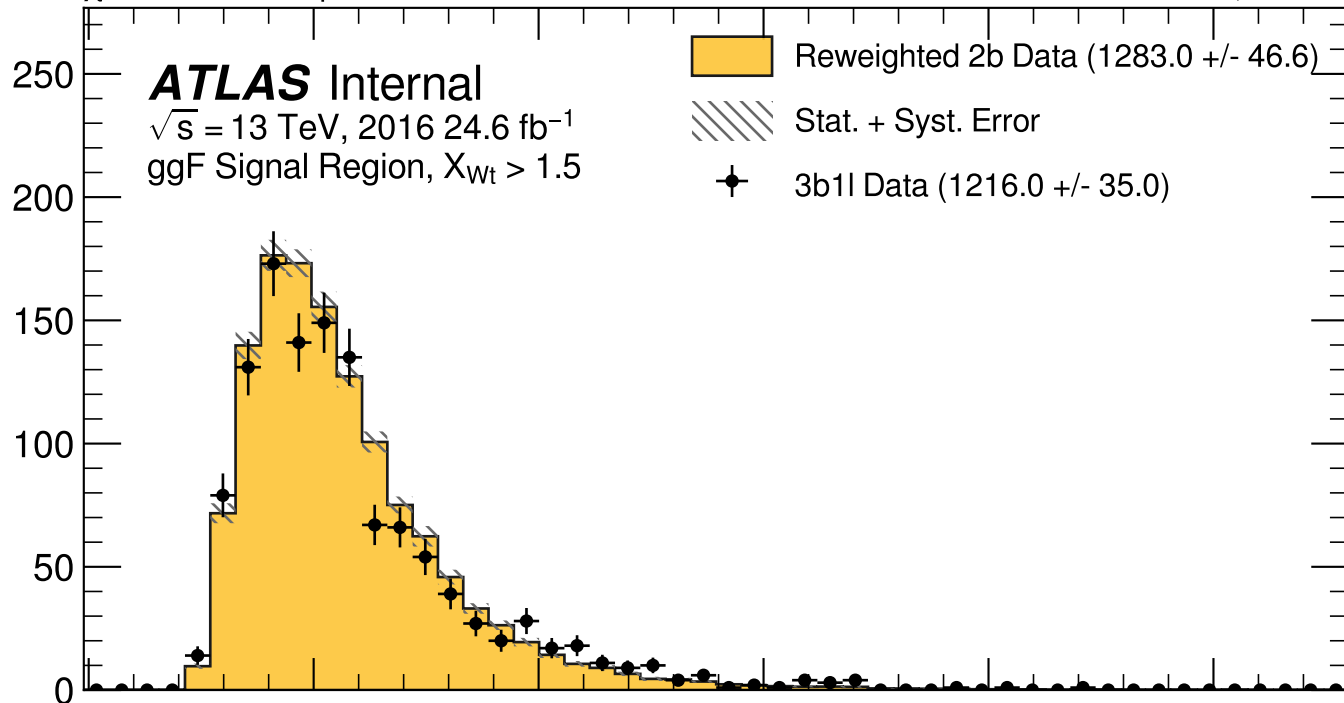 ATLAS Internal
√s = 13 TeV, 2016 24.6 fb⁻¹
ggF Signal Region, X_Wt > 1.5
Reweighted 2b Data (1283.0 +/- 46.6)
Stat. + Syst. Error
3b1l Data (1216.0 +/- 35.0)
250
200
150
100
50
0